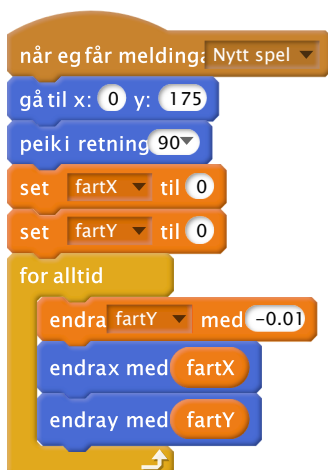 når eg får meldinga Nytt spel
gå til x: 0 y: 175
peik i retning 90
set fartX til 0
set fartY til 0
for alltid
endra fartY med -0.01
endra x med fartX
endra y med fartY